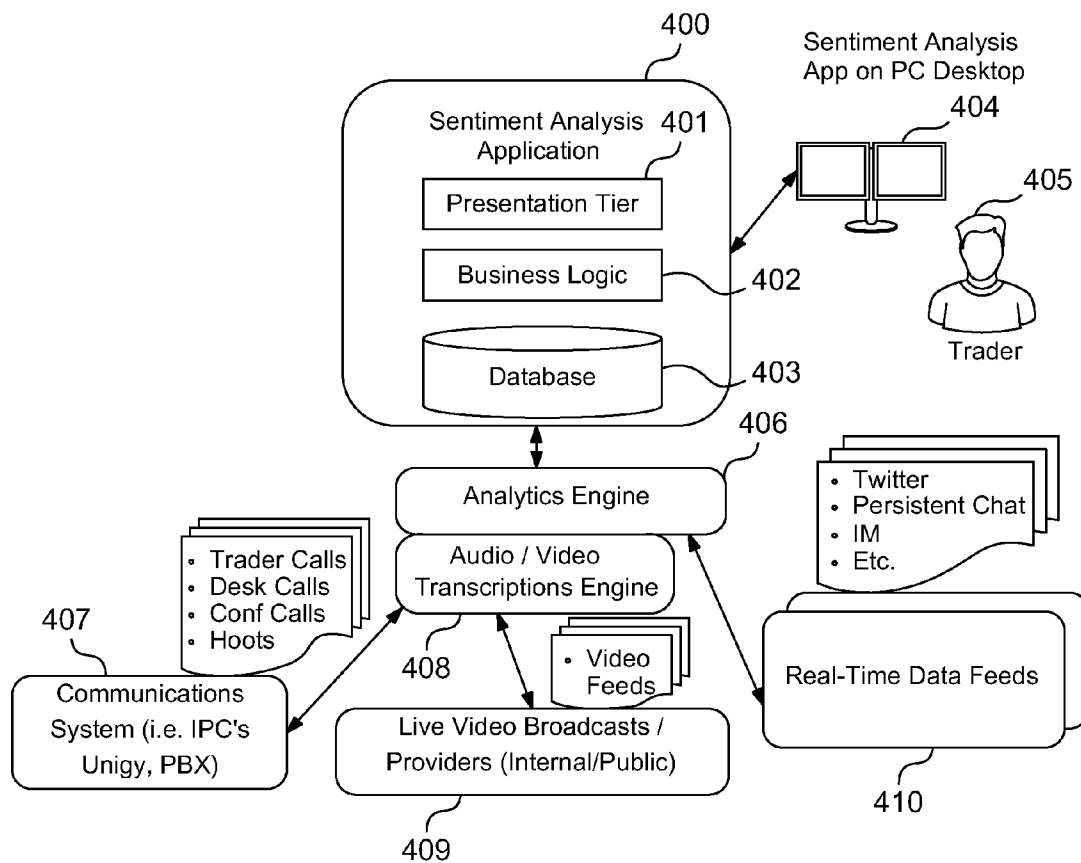 400
Sentiment Analysis
App on PC Desktop
404
Sentiment Analysis
Application
401
Presentation Tier
405
Business Logic
402
Trader
Database
403
406
Analytics Engine
• Twitter
• Persistent Chat
• IM
• Etc.
• Trader Calls
• Desk Calls
• Conf Calls
• Hoots
Audio / Video
Transcriptions Engine
407
408
• Video
Feeds
Real-Time Data Feeds
Communications
System (i.e. IPC's
Unigy, PBX)
Live Video Broadcasts /
Providers (Internal/Public)
409
410